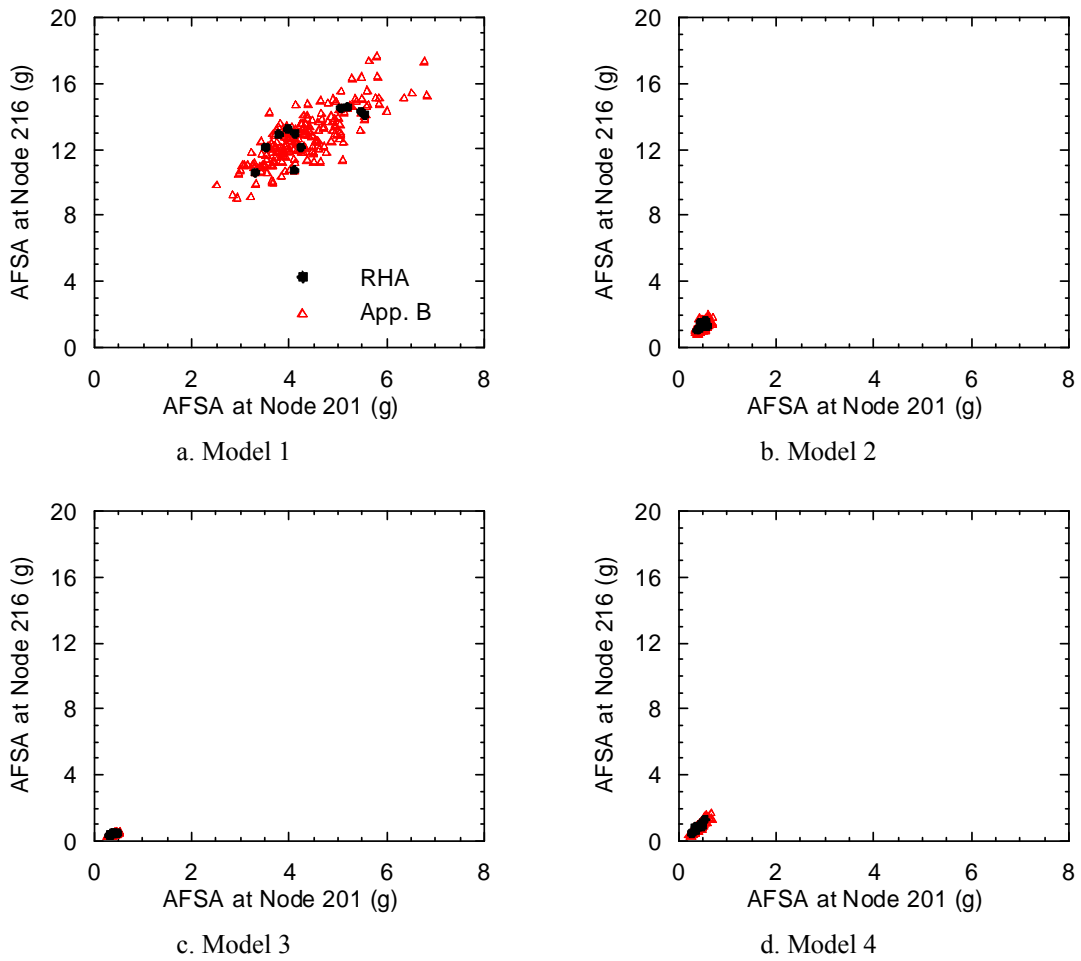 20
16
12
8
4
0
AFSA at Node 216 (g)
RHA
App. B
0 2 4 6 8
AFSA at Node 201 (g)
a. Model 1
20
16
12
8
4
0
AFSA at Node 216 (g)
0 2 4 6 8
AFSA at Node 201 (g)
b. Model 2
20
16
12
8
4
0
AFSA at Node 216 (g)
0 2 4 6 8
AFSA at Node 201 (g)
c. Model 3
20
16
12
8
4
0
AFSA at Node 216 (g)
0 2 4 6 8
AFSA at Node 201 (g)
d. Model 4